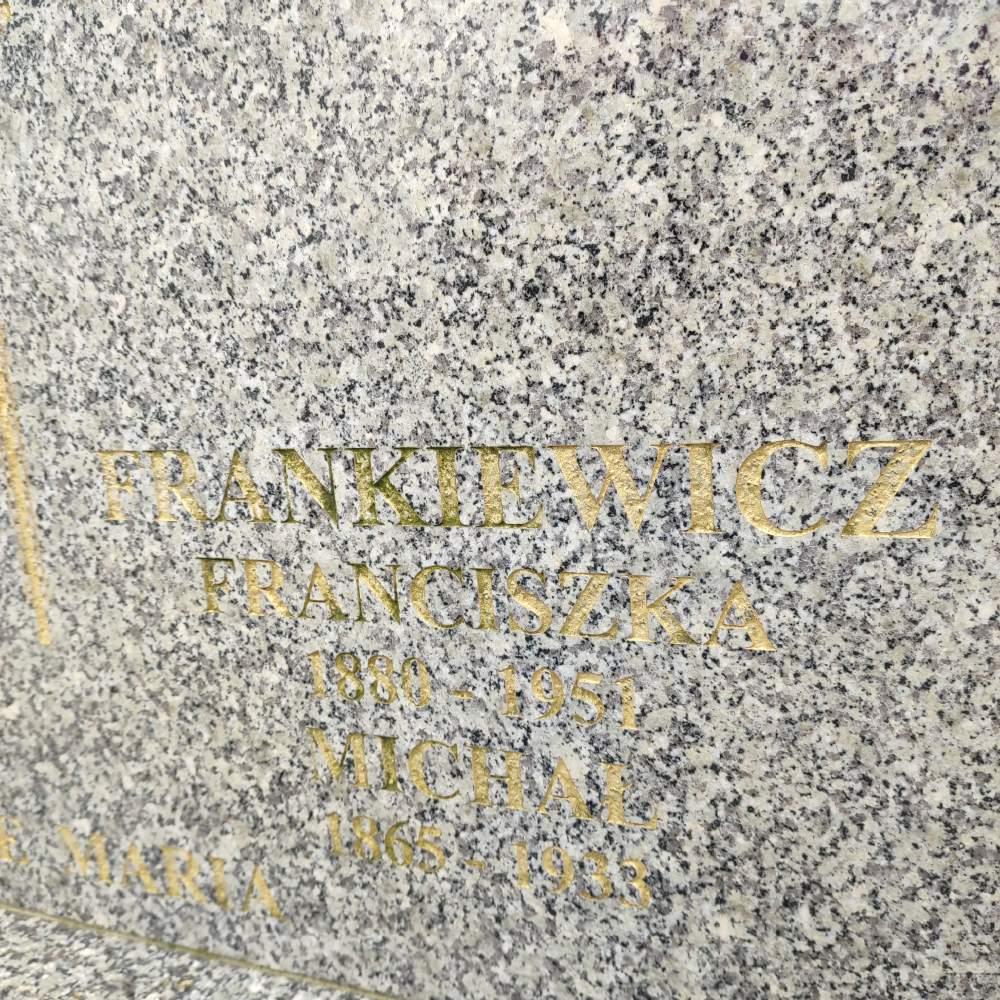 FRANKIEWICZ
FRANCISZKA
1880 - 1951
MICHAŁ
1865 - 1933
E MARIA